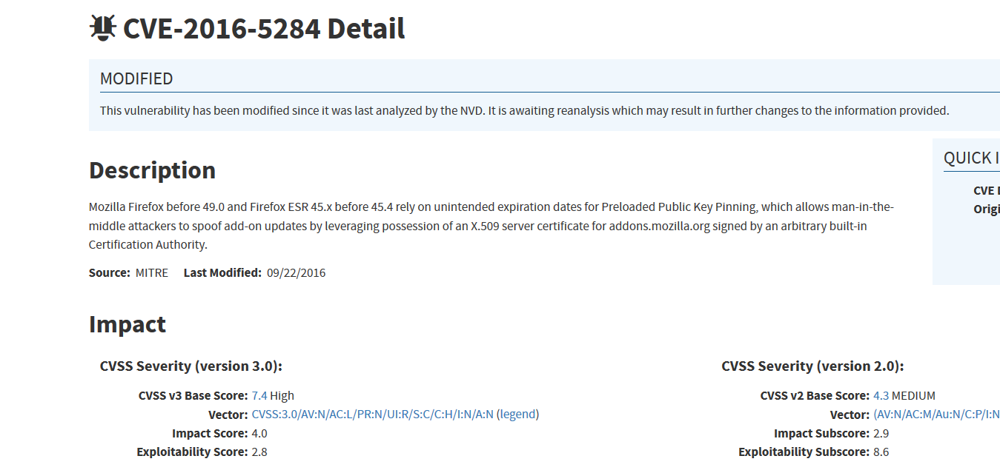 CVE-2016-5284 Detail
MODIFIED
This vulnerability has been modified since it was last analyzed by the NVD. It is awaiting reanalysis which may result in further changes to the information provided.
Description
Mozilla Firefox before 49.0 and Firefox ESR 45.x before 45.4 rely on unintended expiration dates for Preloaded Public Key Pinning, which allows man-in-the-
middle attackers to spoof add-on updates by leveraging possession of an X.509 server certificate for addons.mozilla.org signed by an arbitrary built-in
Certification Authority.
Source: MITRE Last Modified: 09/22/2016
QUICK I
CVE
Origi
Impact
CVSS Severity (version 3.0):
CVSS v3 Base Score: 7.4 High
Vector: CVSS:3.0/AV:N/AC:L/PR:N/UI:R/S:C/C:H/I:N/A:N (legend)
Impact Score: 4.0
Exploitability Score: 2.8
CVSS Severity (version 2.0):
CVSS v2 Base Score: 4.3 MEDIUM
Vector: (AV:N/AC:M/Au:N/C:P/I:N
Impact Subscore: 2.9
Exploitability Subscore: 8.6